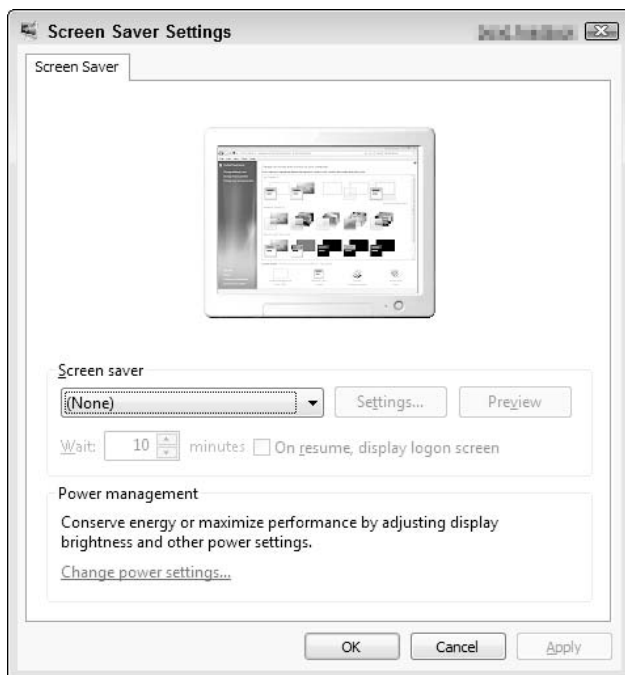 Screen Saver Settings
Screen Saver
Screen saver
(None)
Settings...
Preview
Wait: 10 minutes On resume, display logon screen
Power management
Conserve energy or maximize performance by adjusting display
brightness and other power settings.
Change power settings...
OK Cancel Apply